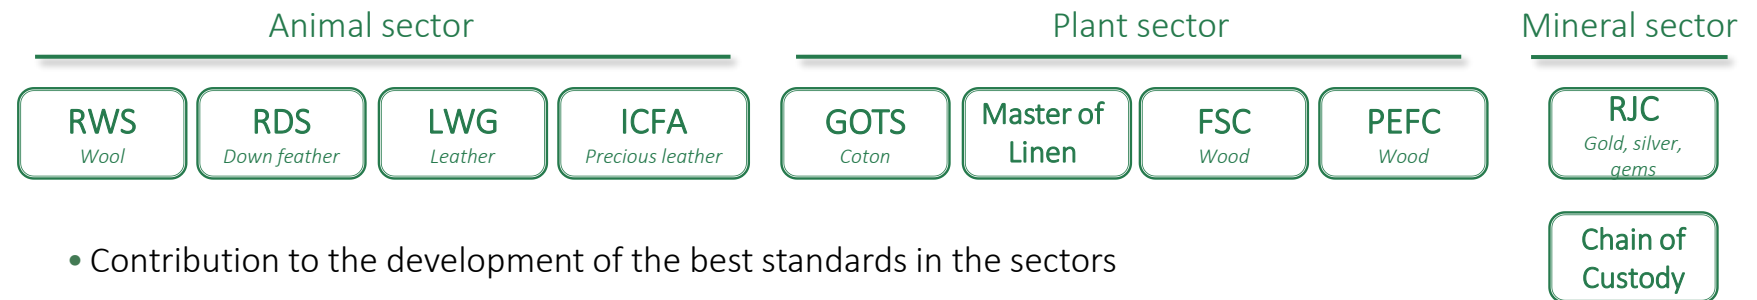 Animal sector
Plant sector
Mineral sector
RWS
Wool
RDS
Down feather
LWG
Leather
ICFA
Precious leather
GOTS
Coton
Master of
Linen
FSC
Wood
PEFC
Wood
RJC
Gold, silver,
gems
Chain of
Custody
• Contribution to the development of the best standards in the sectors